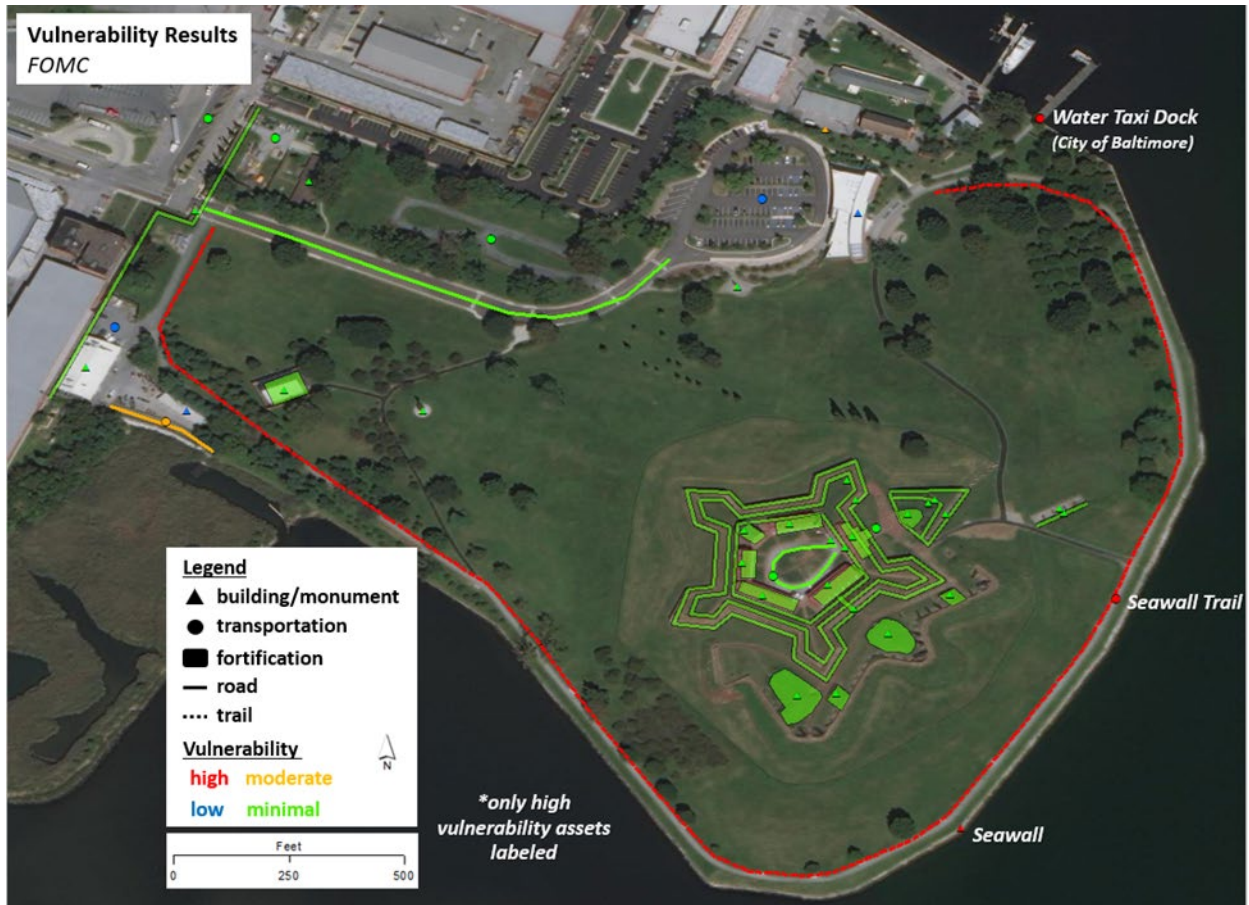 Vulnerability Results
FOMC
Water Taxi Dock
(City of Baltimore)
Seawall Trail
Seawall
*only high
vulnerability assets
labeled
Legend
building/monument
transportation
fortification
road
trail
Vulnerability
high moderate
low minimal
N
Feet
0 250 500